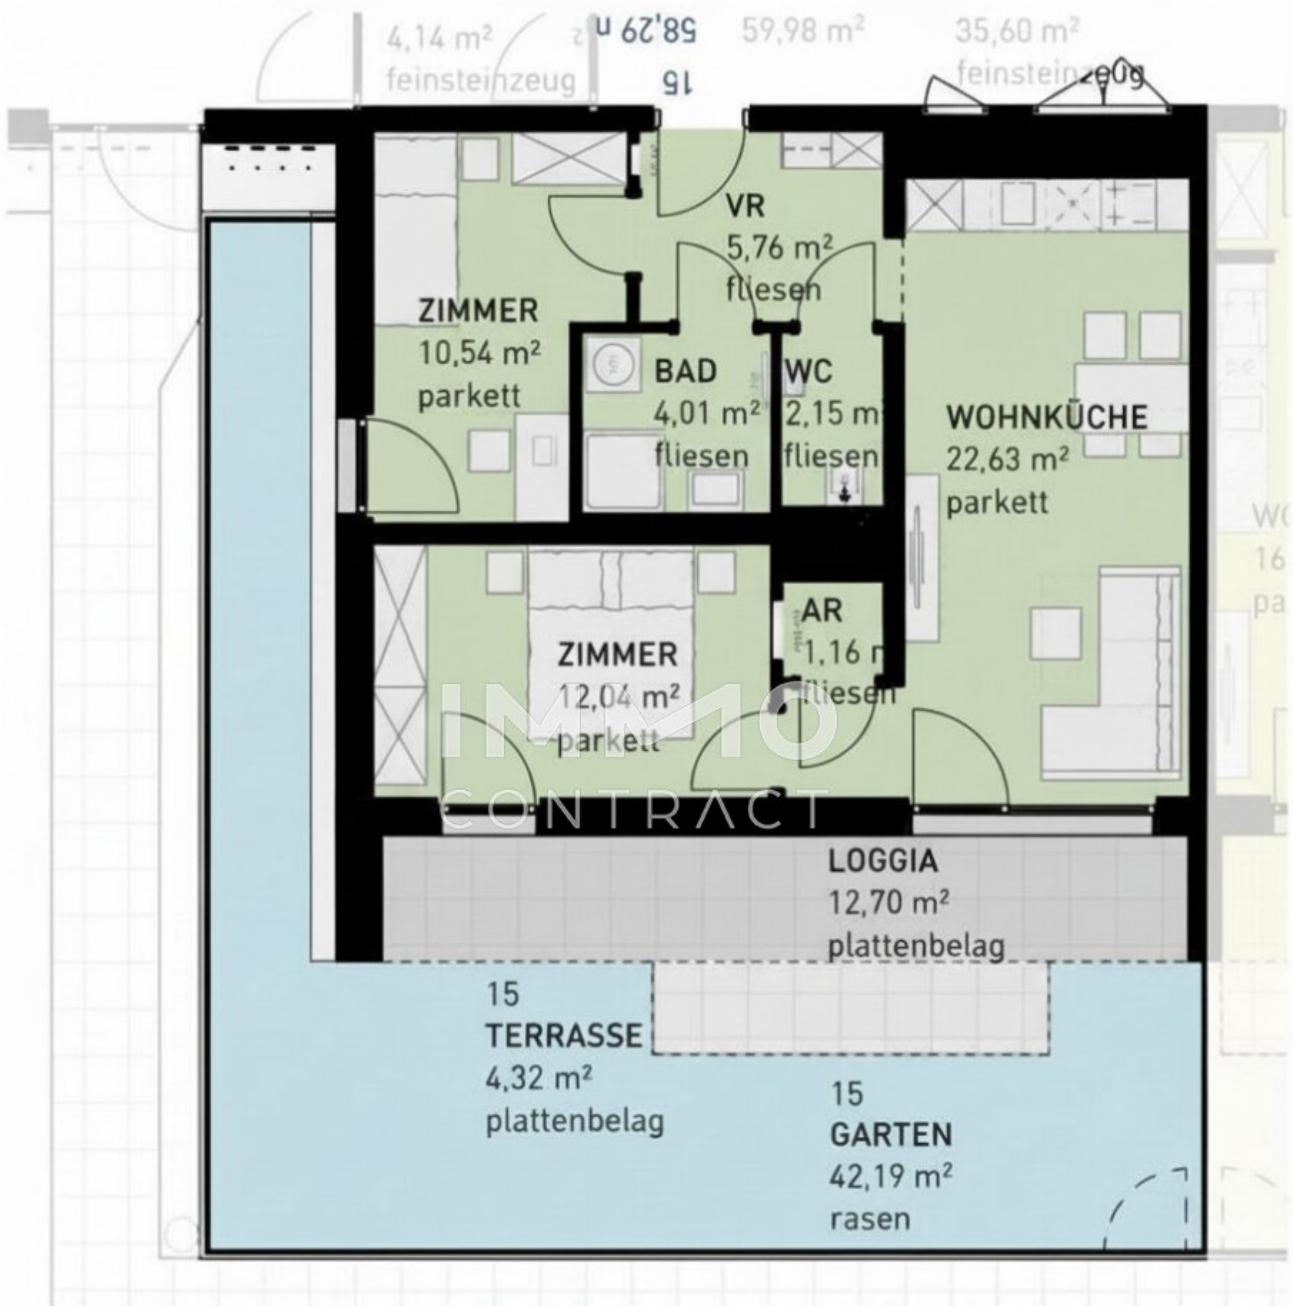 4,14 m²
feinsteinzeug
58,29
15
59,98 m²
35,60 m²
feinsteinzeug
VR
5,76 m²
fliesen
ZIMMER
10,54 m²
parkett
BAD
4,01 m²
fliesen
WC
2,15 m
fliesen
WOHNKÜCHE
22,63 m²
parkett
16
pa
ZIMMER
12,04 m²
parkett
AR
1,16
fliesen
IMMO
CONTRACT
LOGGIA
12,70 m²
plattenbelag
15
TERRASSE
4,32 m²
plattenbelag
15
GARTEN
42,19 m²
rasen